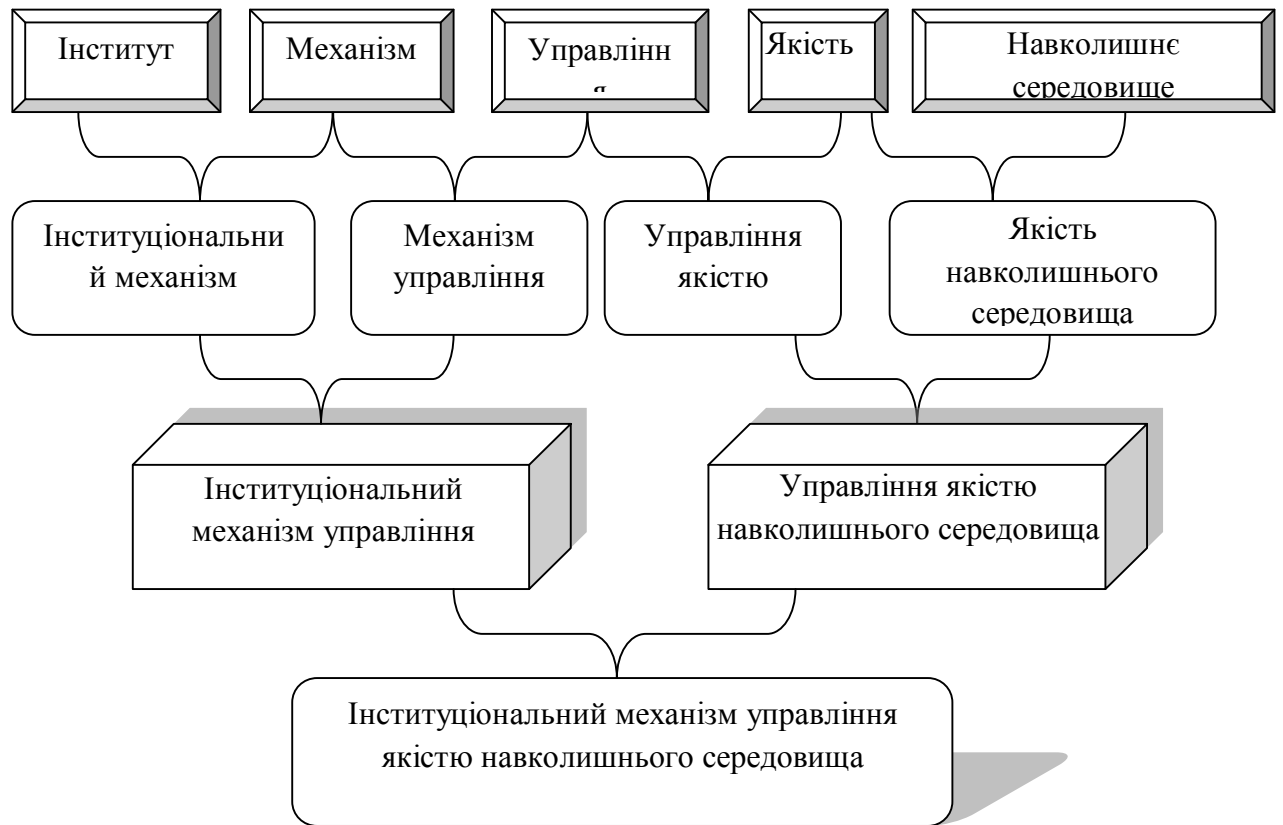 Інститут
Механізм
Управлінн
я
Якість
Навколишнє
середовище
Інституціональни
й механізм
Механізм
управління
Управління
якістю
Якість
навколишнього
середовища
Інституціональний
механізм управління
Управління якістю
навколишнього середовища
Інституціональний механізм управління
якістю навколишнього середовища